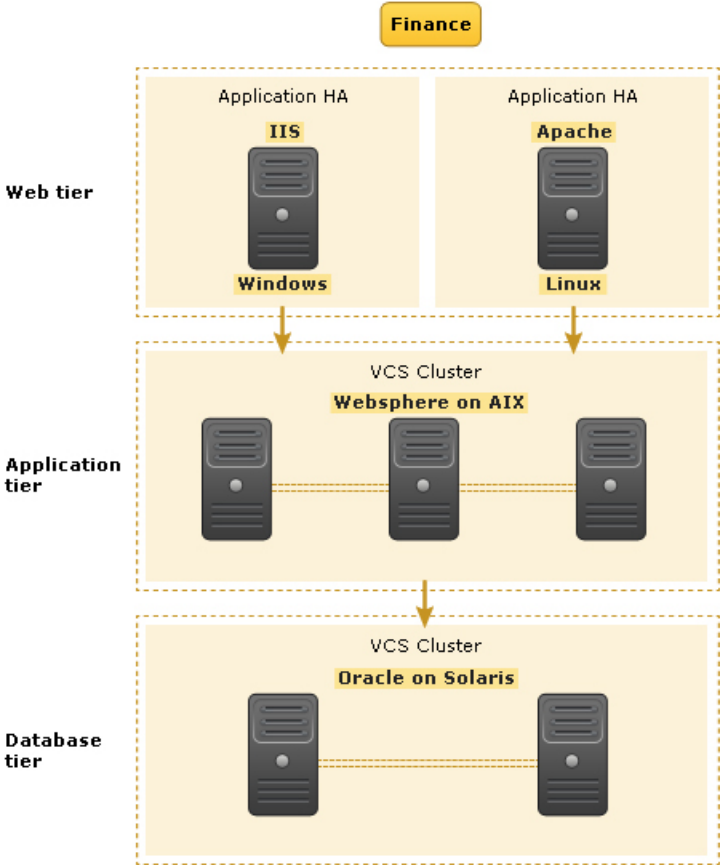 Finance
Application HA
Application HA
IIS
Apache
Web tier
Windows
Linux
VCS Cluster
Websphere on AIX
Application
tier
VCS Cluster
Oracle on Solaris
Database
tier